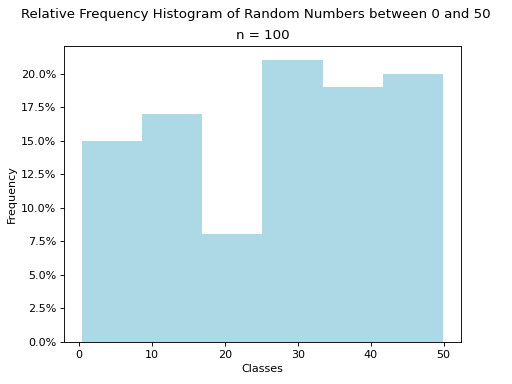 Relative Frequency Histogram of Random Numbers between 0 and 50
n = 100
20.0%
17.5%
15.0%
12.5%
10.0%
7.5%
5.0%
2.5%
0.0%
Frequency
0 10 20 30 40 50
Classes